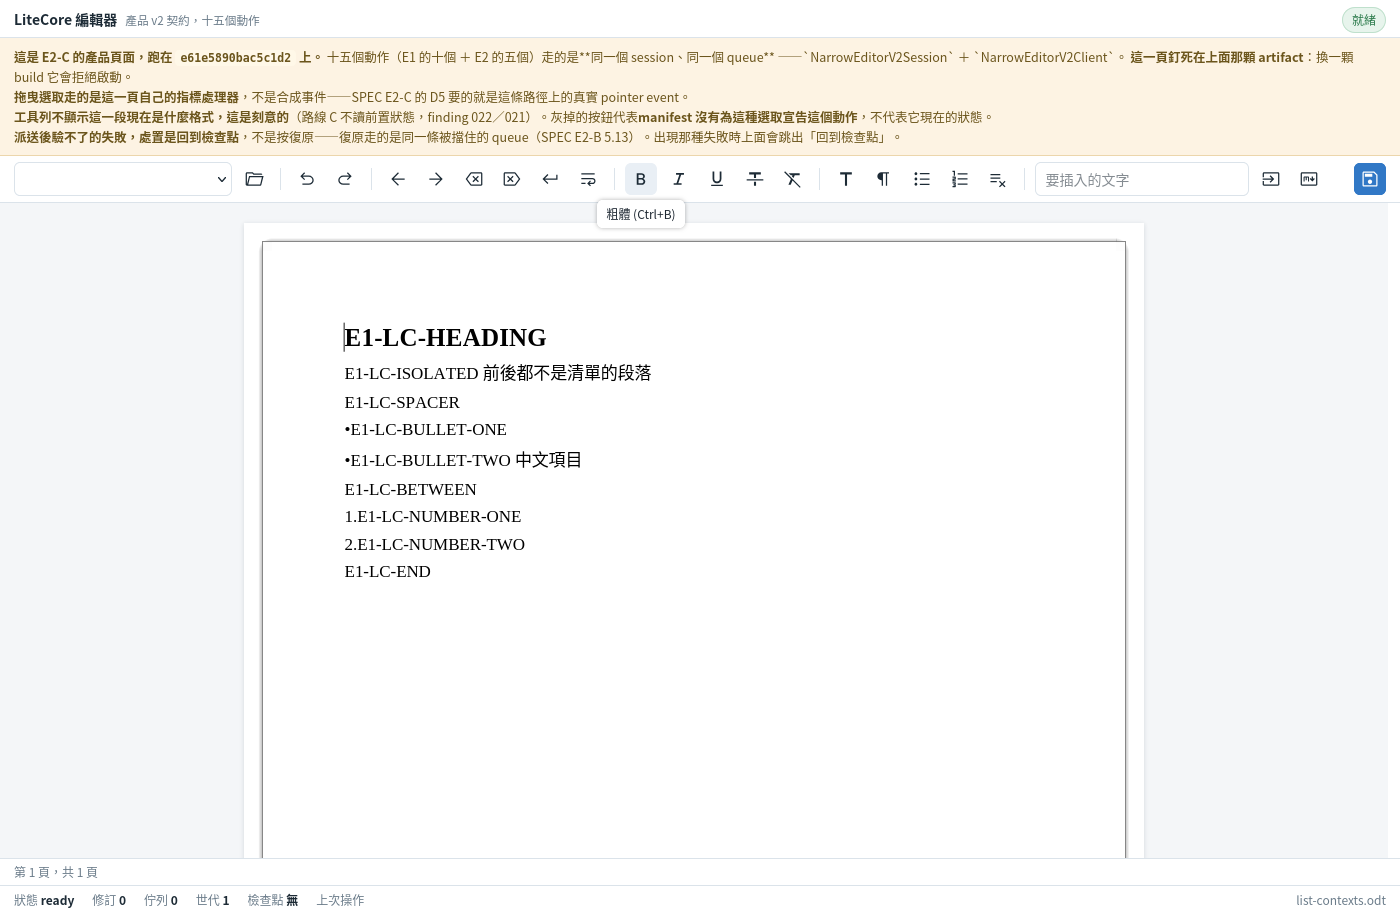 LiteCore 編輯器 產品 v2 契約，十五個動作 就緒
這是 E2-C 的產品頁面，跑在 e61e5890bac5c1d2 上。 十五個動作（E1 的十個 ＋ E2 的五個）走的是**同一個 session、同一個 queue** ——`NarrowEditorV2Session` ＋ `NarrowEditorV2Client`。 這一頁釘死在上面那顆 artifact：換一顆
build 它會拒絕啟動。
拖曳選取走的是這一頁自己的指標處理器，不是合成事件——SPEC E2-C 的 D5 要的就是這條路徑上的真實 pointer event。
工具列不顯示這一段現在是什麼格式，這是刻意的（路線 C 不讀前置狀態，finding 022／021）。灰掉的按鈕代表manifest 沒有為這種選取宣告這個動作，不代表它現在的狀態。
派送後驗不了的失敗，處置是回到檢查點，不是按復原——復原走的是同一條被擋住的 queue（SPEC E2-B 5.13）。出現那種失敗時上面會跳出「回到檢查點」。
要插入的文字
粗體 (Ctrl+B)
E1-LC-HEADING
E1-LC-ISOLATED 前後都不是清單的段落
E1-LC-SPACER
•E1-LC-BULLET-ONE
•E1-LC-BULLET-TWO 中文項目
E1-LC-BETWEEN
1.E1-LC-NUMBER-ONE
2.E1-LC-NUMBER-TWO
E1-LC-END
第 1 頁，共 1 頁
狀態 ready 修訂 0 佇列 0 世代 1 檢查點 無 上次操作 list-contexts.odt